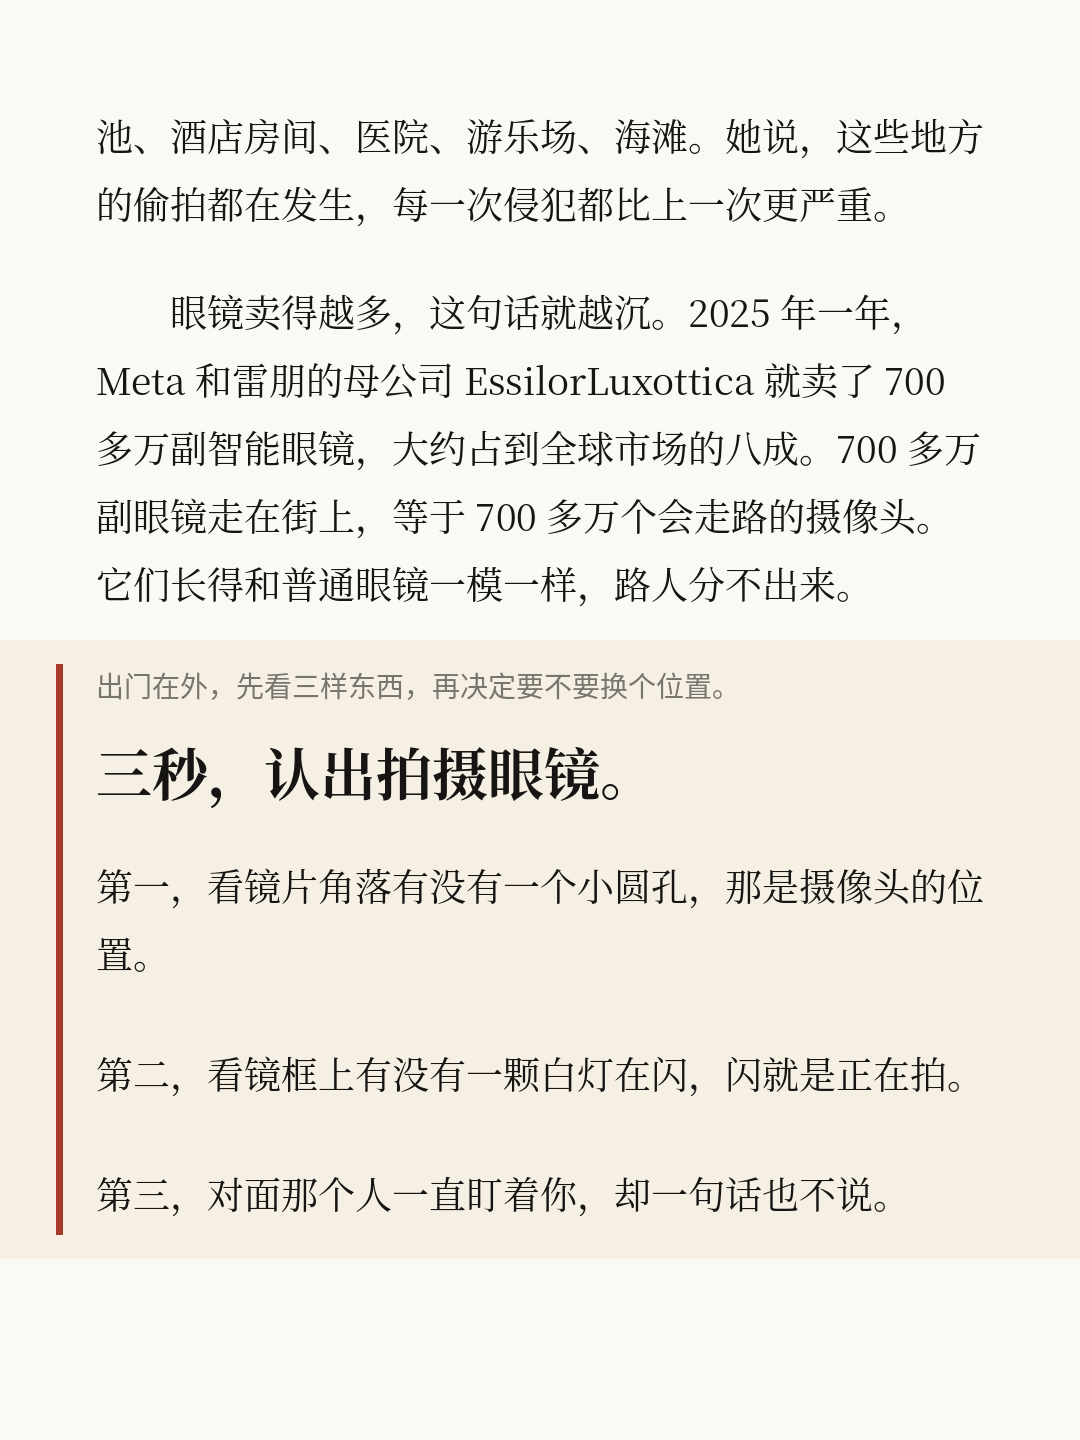 池、酒店房间、医院、游乐场、海滩。她说，这些地方
的偷拍都在发生，每一次侵犯都比上一次更严重。
眼镜卖得越多，这句话就越沉。2025 年一年，
Meta 和雷朋的母公司 EssilorLuxottica 就卖了 700
多万副智能眼镜，大约占到全球市场的八成。700 多万
副眼镜走在街上，等于 700 多万个会走路的摄像头。
它们长得和普通眼镜一模一样，路人分不出来。
出门在外，先看三样东西，再决定要不要换个位置。
三秒，认出拍摄眼镜。
第一，看镜片角落有没有一个小圆孔，那是摄像头的位
置。
第二，看镜框上有没有一颗白灯在闪，闪就是正在拍。
第三，对面那个人一直盯着你，却一句话也不说。